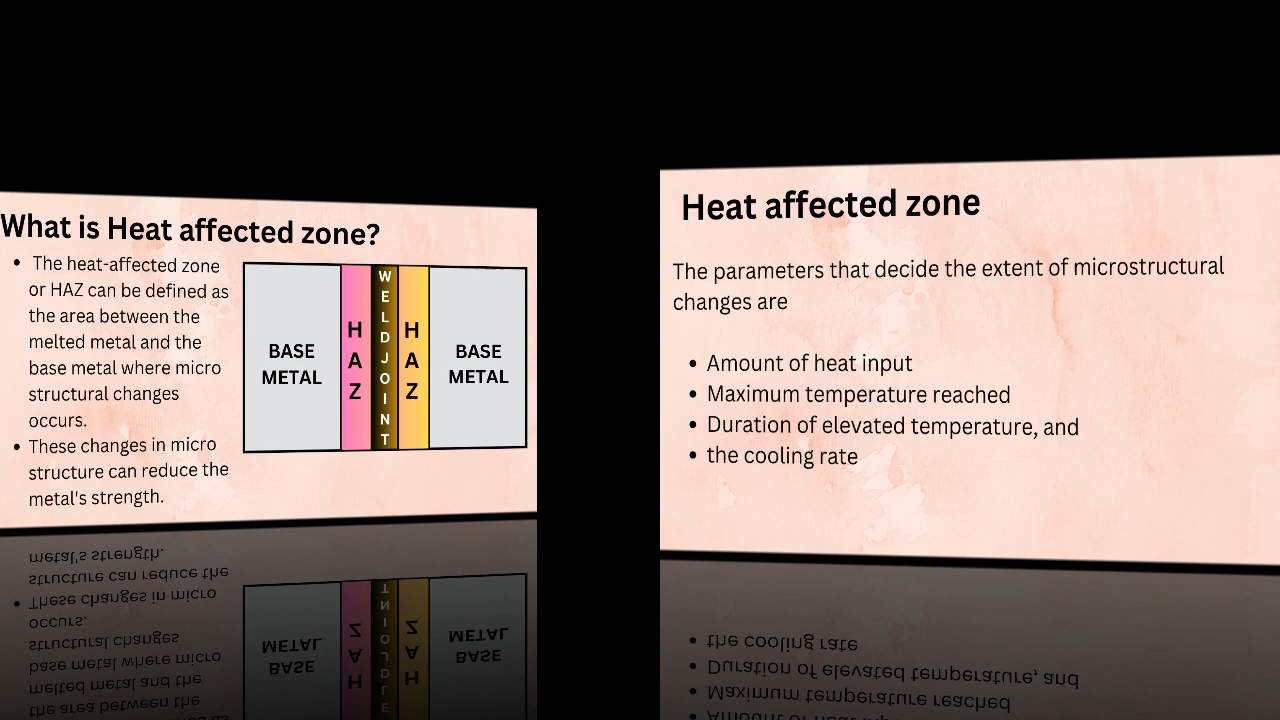 What is Heat affected zone?
• The heat-affected zone
or HAZ can be defined as
the area between the
melted metal and the
base metal where micro
structural changes
occurs.
• These changes in micro
structure can reduce the
metal's strength.
BASE
METAL
HAZ
WELDJOINT
HAZ
BASE
METAL
Heat affected zone
The parameters that decide the extent of microstructural
changes are
• Amount of heat input
• Maximum temperature reached
• Duration of elevated temperature, and
• the cooling rate